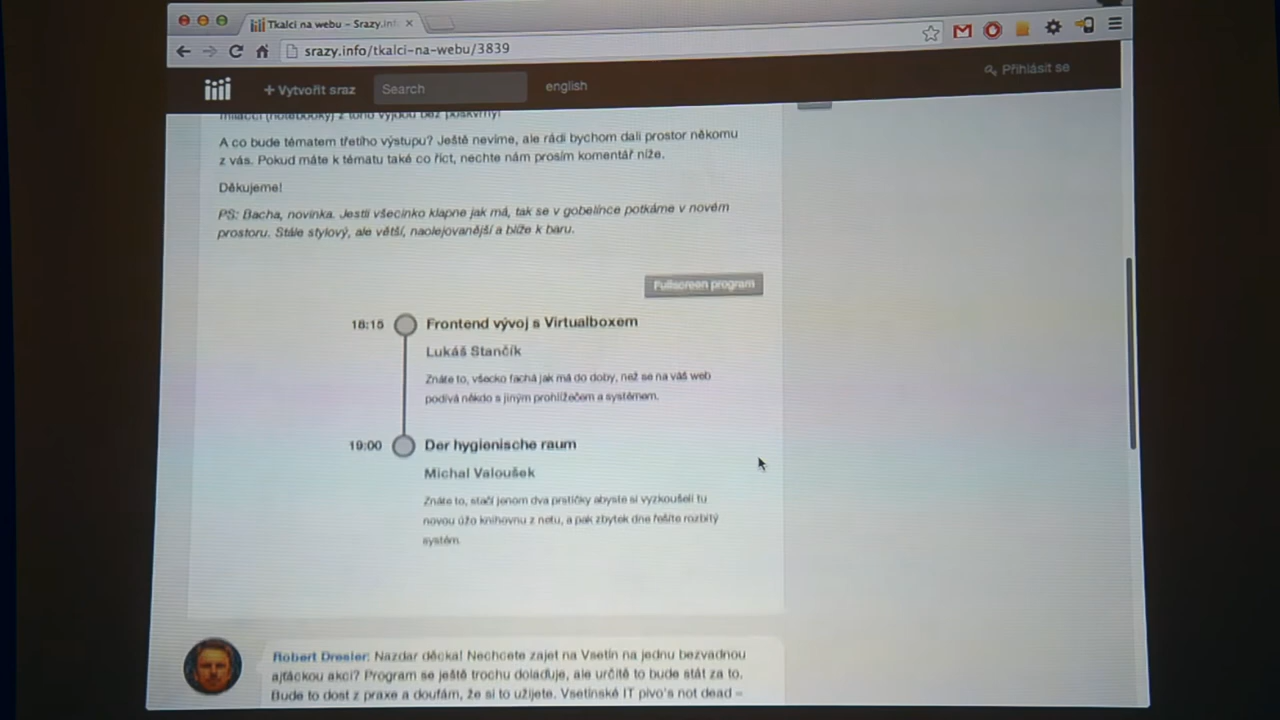 Tkalci na webu – Srazy.inf
srazy.info/tkalci-na-webu/3839
+ Vytvořit sraz
Search
english
Přihlásit se
miláčci (notebooky) z toho vyjdou bez poskvrny!
A co bude tématem třetího výstupu? Ještě nevíme, ale rádi bychom dali prostor někomu
z vás. Pokud máte k tématu také co říct, nechte nám prosím komentář níže.
Děkujeme!
PS: Bacha, novinka. Jestli všecinko klapne jak má, tak se v gobelínce potkáme v novém
prostoru. Stále stylový, ale větší, naolejovanější a blíže k baru.
Fullscreen program
18:15
Frontend vývoj s Virtualboxem
Lukáš Stančík
Znáte to, všecko fachá jak má do doby, než se na váš web
podívá někdo s jiným prohlížečem a systémem.
19:00
Der hygienische raum
Michal Valoušek
Znáte to, stačí jenom dva prstíčky abyste si vyzkoušeli tu
novou úžo knihovnu z netu, a pak zbytek dne řešíte rozbitý
systém.
Robert Dresler: Nazdar děcka! Nechcete zajet na Vsetín na jednu bezvadnou
ajťáckou akci? Program se ještě trochu dolaďuje, ale určitě to bude stát za to.
Bude to dost z praxe a doufám, že si to užijete. Vsetínské IT pivo's not dead –